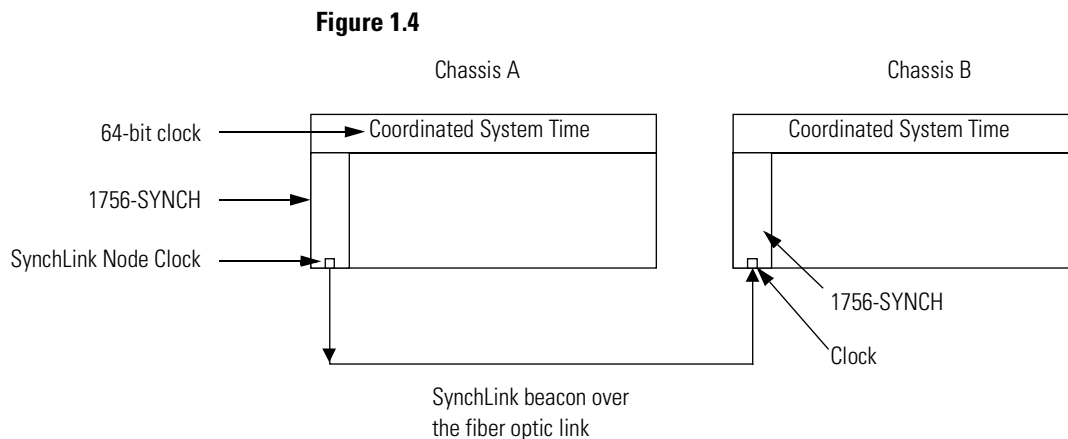 Figure 1.4
Chassis A
Chassis B
64-bit clock
Coordinated System Time
Coordinated System Time
1756-SYNCH
SynchLink Node Clock
1756-SYNCH
Clock
SynchLink beacon over
the fiber optic link